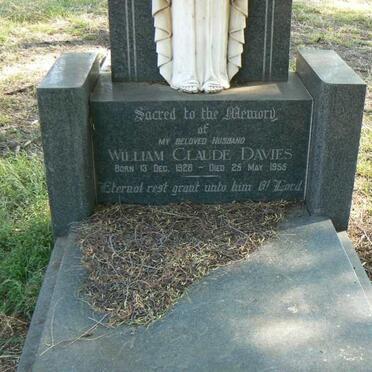 Sacred to the Memory
of
MY BELOVED HUSBAND
WILLIAM CLAUDE DAVIES
BORN 13 DEC. 1928 – DIED 25 MAY 1955
Eternal rest grant unto him O! Lord